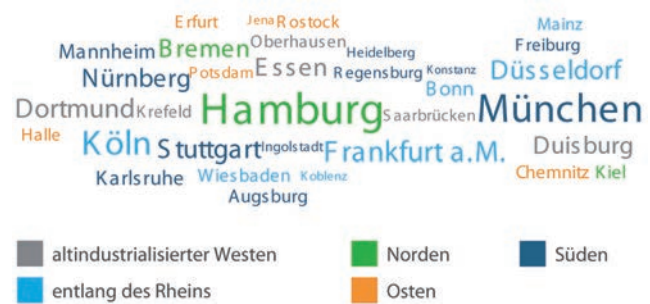 Erfurt Jena Rostock Mainz
Mannheim Bremen Oberhausen Heidelberg Freiburg
Nürnberg Potsdam Essen Regensburg Konstanz Düsseldorf
Bonn
Dortmund Krefeld Hamburg Saarbrücken München
Halle Köln Stuttgart Ingolstadt Frankfurt a.M. Duisburg
Karlsruhe Wiesbaden Koblenz Chemnitz Kiel
Augsburg
altindustrialisierter Westen Norden Süden
entlang des Rheins Osten